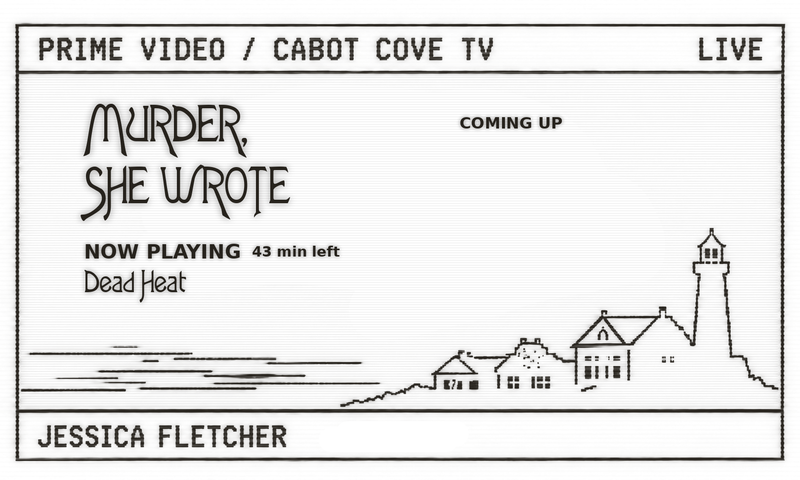 PRIME VIDEO / CABOT COVE TV
LIVE
MURDER,
SHE WROTE
COMING UP
NOW PLAYING 43 min left
Dead Heat
JESSICA FLETCHER